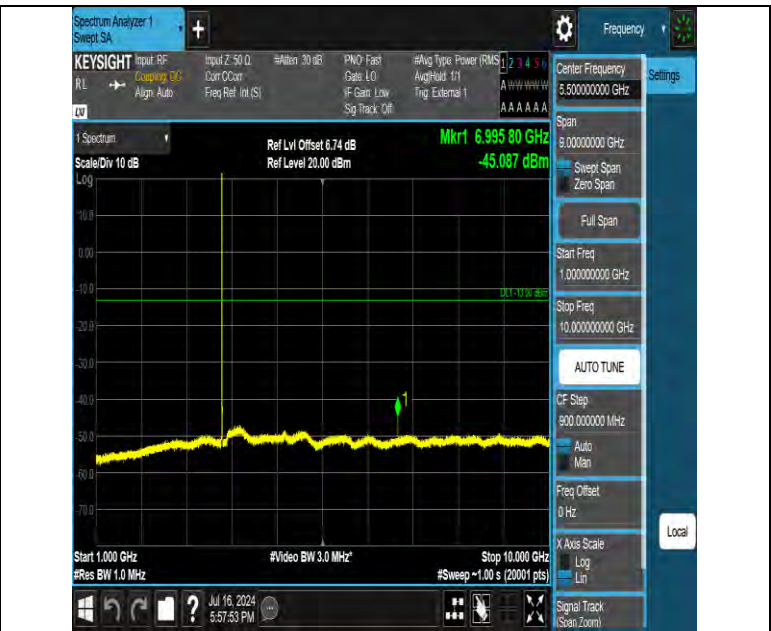 Spectrum Analyzer 1
Swept SA
+
Frequency
KEYSIGHT
RL
Input: RF
Coupling: DC
Align: Auto
Input Z: 50 Ω
Corr CCorr
Freq Ref: Int (S)
#Atten: 30 dB
PNO: Fast
Gate: LO
IF Gain: Low
Sig Track: Off
#Avg Type: Power (RMS
Avg|Hold: 1/1
Trig: External 1
1 2 3 4 5 6
A W W W W W
A A A A A A
Center Frequency
5.500000000 GHz
Settings
Span
9.00000000 GHz
Swept Span
Zero Span
Full Span
Start Freq
1.000000000 GHz
Stop Freq
10.000000000 GHz
AUTO TUNE
CF Step
900.000000 MHz
Auto
Man
Freq Offset
0 Hz
X Axis Scale
Log
Lin
Signal Track
(Span Zoom)
Local
1 Spectrum
Scale/Div 10 dB
Ref Lvl Offset 6.74 dB
Ref Level 20.00 dBm
Mkr1 6.995 80 GHz
-45.087 dBm
Log
10.0
0.00
-10.0
DL1 -13.00 dBm
-20.0
-40.0
1
-50.0
-60.0
-70.0
Start 1.000 GHz
#Video BW 3.0 MHz*
Stop 10.000 GHz
#Res BW 1.0 MHz
#Sweep ~1.00 s (20001 pts)
?
Jul 16, 2024
5:57:53 PM